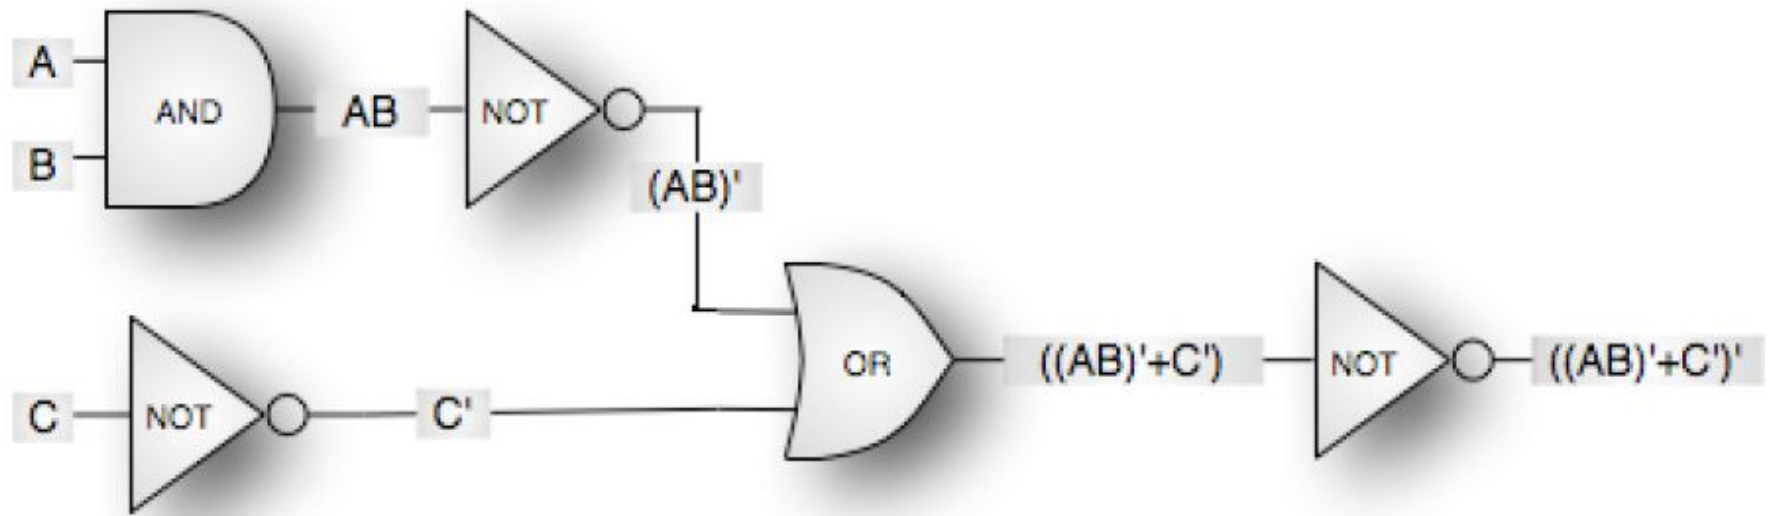 A
B
AND
AB
NOT
(AB)'
C
NOT
C'
OR
((AB)'+C')
NOT
((AB)'+C')'